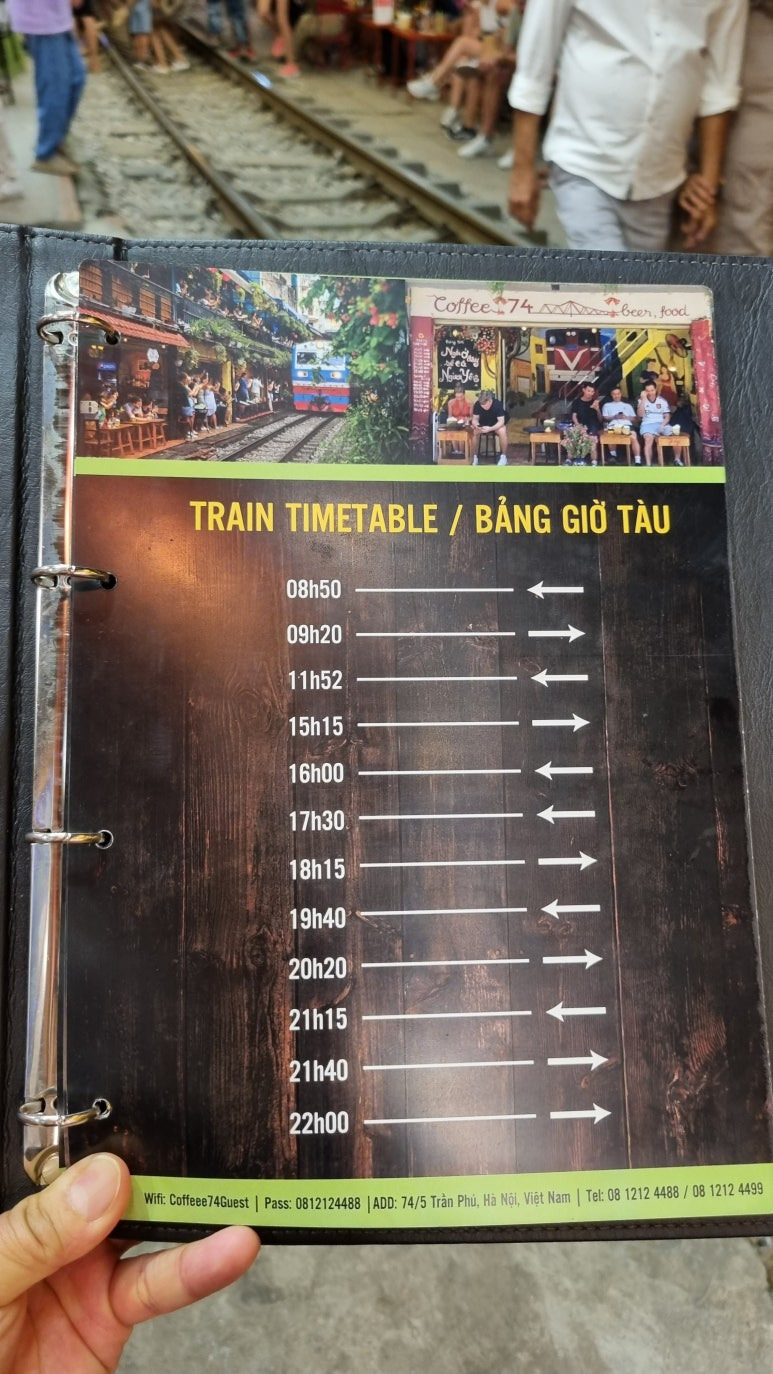 Coffee 74 beer, food
TRAIN TIMETABLE / BẢNG GIỜ TÀU
08h50 ←
09h20 →
11h52 ←
15h15 →
16h00 ←
17h30 ←
18h15 →
19h40 ←
20h20 →
21h15 ←
21h40 →
22h00 →
Wifi: Coffeee74Guest | Pass: 0812124488 | ADD: 74/5 Trần Phú, Hà Nội, Việt Nam | Tel: 08 1212 4488 / 08 1212 4499